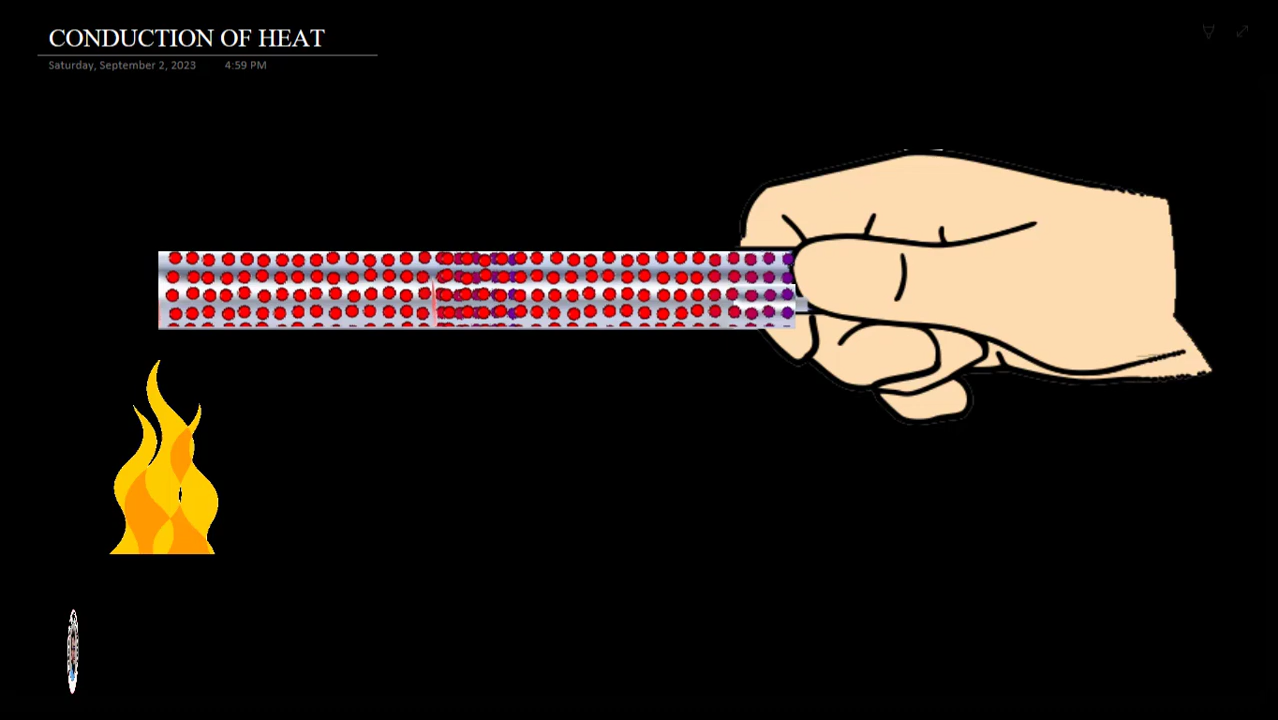 CONDUCTION OF HEAT
Saturday, September 2, 2023 4:59 PM